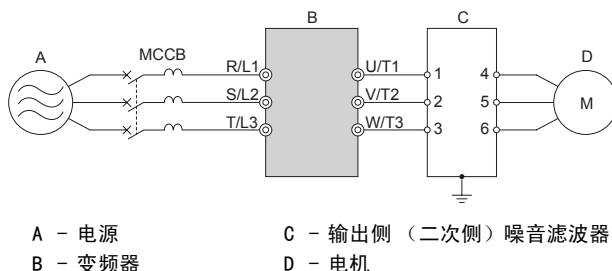 B
C
A
MCCB
D
R/L1
U/T1
1
4
S/L2
V/T2
2
5
M
T/L3
W/T3
3
6
A - 电源
C - 输出侧 （二次侧）噪音滤波器
B - 变频器
D - 电机